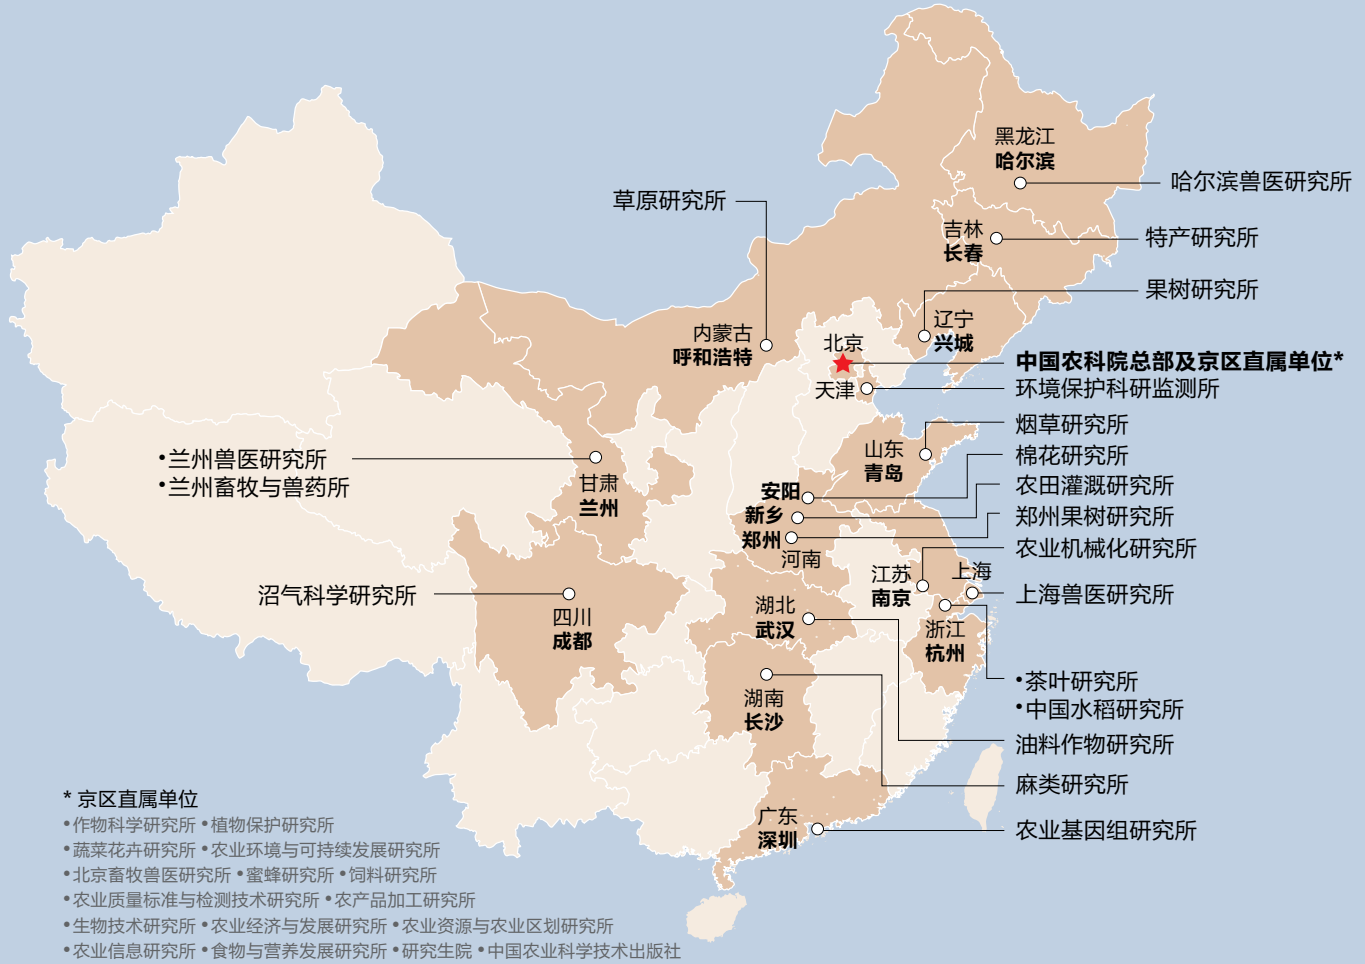 黑龙江
哈尔滨
哈尔滨兽医研究所
草原研究所
吉林
长春
特产研究所
果树研究所
辽宁
兴城
内蒙古
呼和浩特
北京
中国农科院总部及京区直属单位*
天津
环境保护科研监测所
烟草研究所
山东
青岛
棉花研究所
•兰州兽医研究所
•兰州畜牧与兽药所
甘肃
兰州
安阳
农田灌溉研究所
新乡
郑州果树研究所
郑州
河南
农业机械化研究所
江苏
南京
上海
上海兽医研究所
沼气科学研究所
四川
成都
湖北
武汉
浙江
杭州
•茶叶研究所
•中国水稻研究所
湖南
长沙
油料作物研究所
麻类研究所
广东
深圳
农业基因组研究所
* 京区直属单位
•作物科学研究所 •植物保护研究所
•蔬菜花卉研究所 •农业环境与可持续发展研究所
•北京畜牧兽医研究所 •蜜蜂研究所 •饲料研究所
•农业质量标准与检测技术研究所 •农产品加工研究所
•生物技术研究所 •农业经济与发展研究所 •农业资源与农业区划研究所
•农业信息研究所 •食物与营养发展研究所 •研究生院 •中国农业科学技术出版社